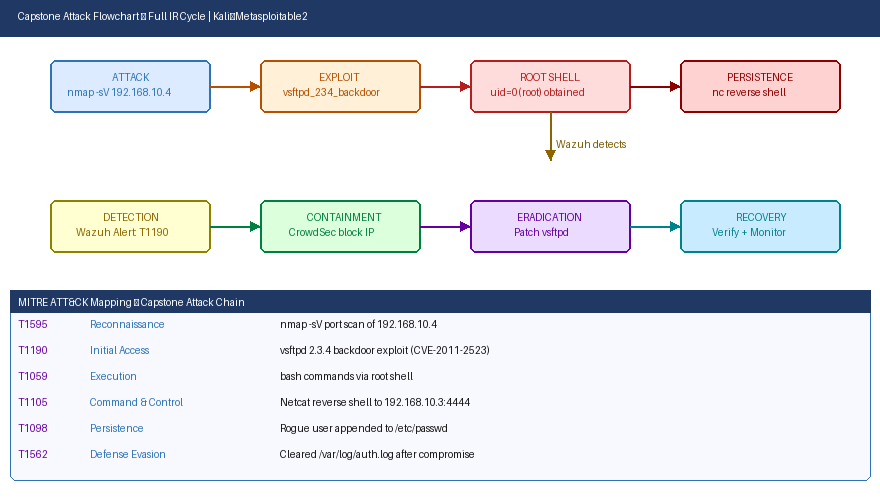 Capstone Attack Flowchart ▯ Full IR Cycle | Kali▯Metasploitable2
ATTACK
nmap -sV 192.168.10.4
EXPLOIT
vsftpd_234_backdoor
ROOT SHELL
uid=0(root) obtained
PERSISTENCE
nc reverse shell
Wazuh detects
DETECTION
Wazuh Alert T1190
CONTAINMENT
CrowdSec block IP
ERADICATION
Patch vsftpd
RECOVERY
Verify + Monitor
MITRE ATT&CK Mapping ▯ Capstone Attack Chain
T1595 Reconnaissance nmap -sV port scan of 192.168.10.4
T1190 Initial Access vsftpd 2.3.4 backdoor exploit (CVE-2011-2523)
T1059 Execution bash commands via root shell
T1105 Command & Control Netcat reverse shell to 192.168.10.3:4444
T1098 Persistence Rogue user appended to /etc/passwd
T1562 Defense Evasion Cleared /var/log/auth.log after compromise